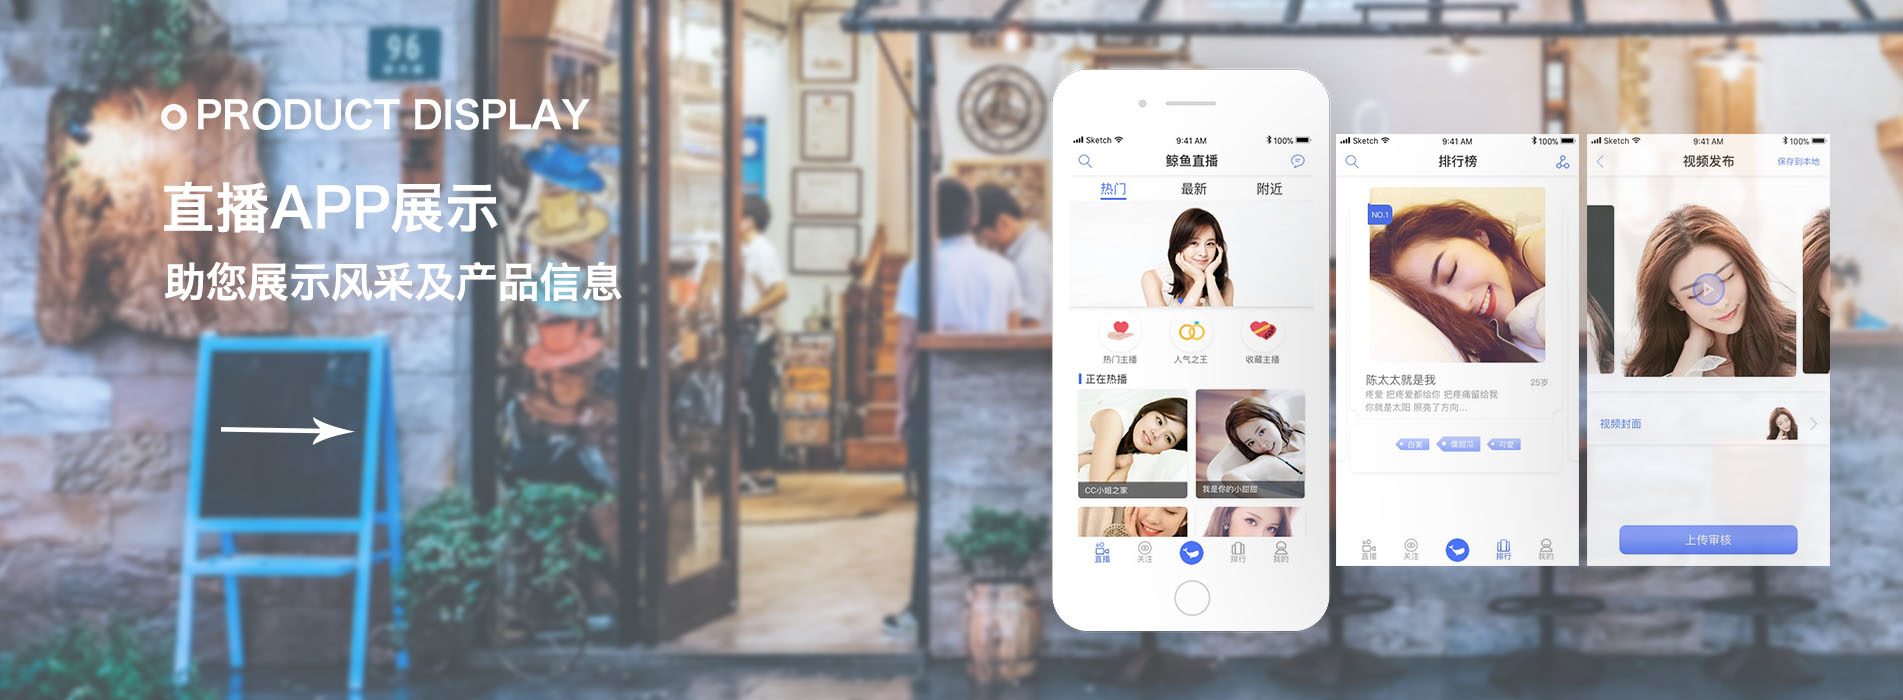 96
PRODUCT DISPLAY
直播APP展示
助您展示风采及产品信息
Sketch 9:41 AM 100%
鲸鱼直播
热门 最新 附近
热门主播 人气之王 收藏主播
正在热播
CC小姐之家 我是你的小甜甜
直播 关注 排行 我的
Sketch 9:41 AM 100%
排行榜
NO.1
陈太太就是我 25岁
疼爱 把疼爱都给你 把疼痛留给我
你就是太阳 照亮了方向...
白美 傻甜瓜 可爱
直播 关注 排行 我的
Sketch 9:41 AM 100%
视频发布 保存到本地
视频封面
上传审核